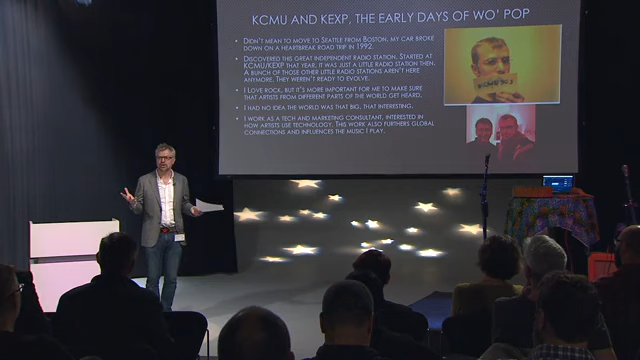 KCMU AND KEXP, THE EARLY DAYS OF WO' POP
• DIDN'T MEAN TO MOVE TO SEATTLE FROM BOSTON, MY CAR BROKE
DOWN ON A HEARTBREAK ROAD TRIP IN 1992.
• DISCOVERED THIS GREAT INDEPENDENT RADIO STATION. STARTED AT
KCMU/KEXP THAT YEAR, IT WAS JUST A LITTLE RADIO STATION THEN.
A BUNCH OF THOSE OTHER LITTLE RADIO STATIONS AREN'T HERE
ANYMORE. THEY WEREN'T READY TO EVOLVE.
• I LOVE ROCK, BUT IT'S MORE IMPORTANT FOR ME TO MAKE SURE
THAT ARTISTS FROM DIFFERENT PARTS OF THE WORLD GET HEARD.
• I HAD NO IDEA THE WORLD WAS THAT BIG, THAT INTERESTING.
• I WORK AS A TECH AND MARKETING CONSULTANT, INTERESTED IN
HOW ARTISTS USE TECHNOLOGY. THIS WORK ALSO FURTHERS GLOBAL
CONNECTIONS AND INFLUENCES THE MUSIC I PLAY.